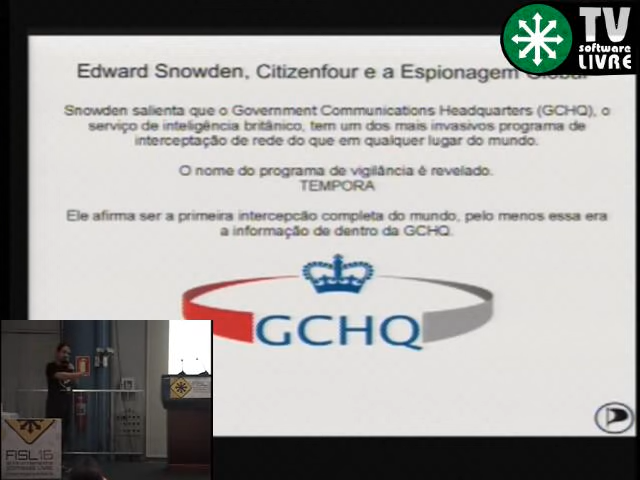 TV
software
LIVRE
Edward Snowden, Citizenfour e a Espionagem Global
Snowden salienta que o Government Communications Headquarters (GCHQ), o
serviço de inteligência britânico, tem um dos mais invasivos programa de
interceptação de rede do que em qualquer lugar do mundo.
O nome do programa de vigilância é revelado.
TEMPORA
Ele afirma ser a primeira intercepcão completa do mundo, pelo menos essa era
a informação de dentro da GCHQ.
GCHQ
FISL16
SOFTWARE LIVRE